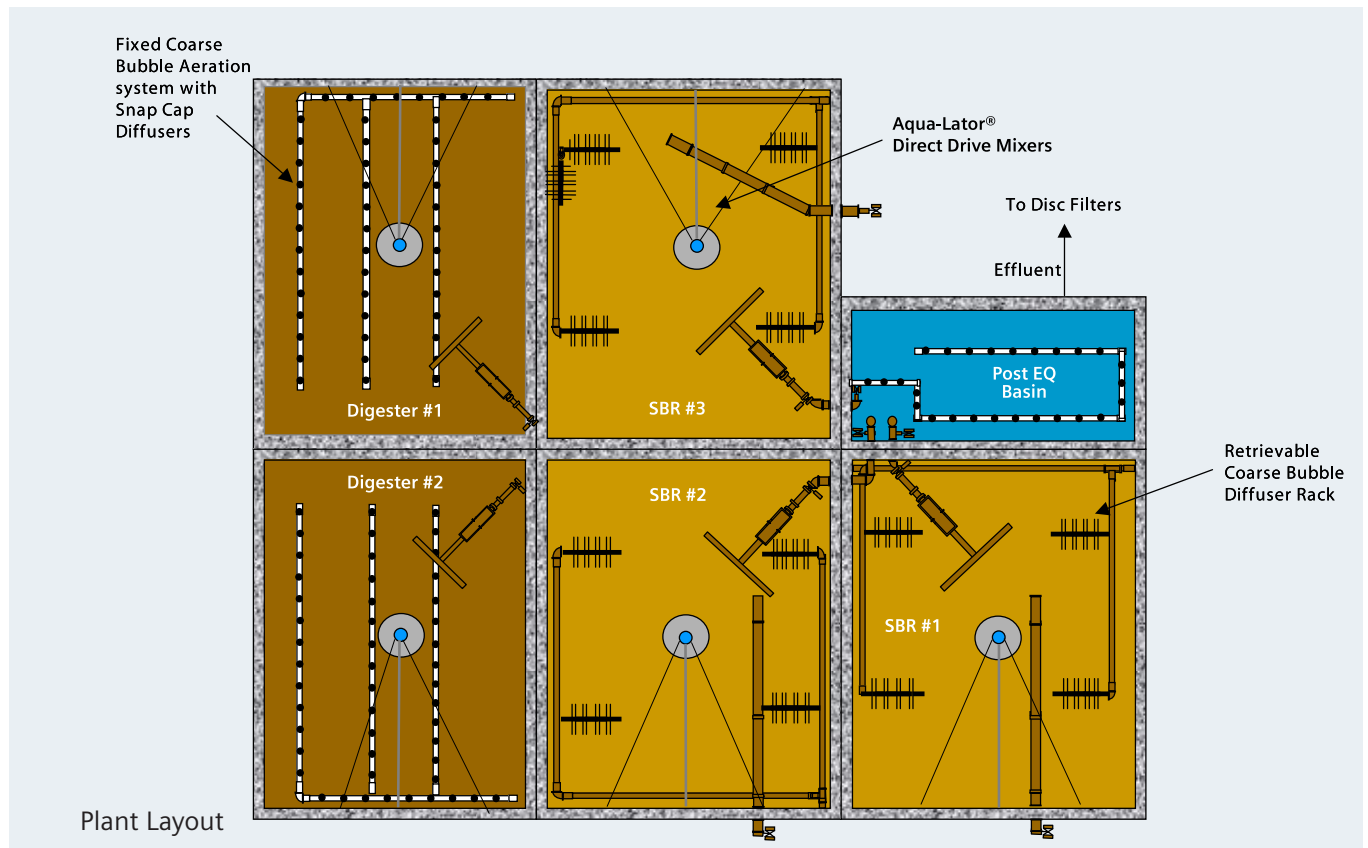 Fixed Coarse
Bubble Aeration
system with
Snap Cap
Diffusers
Aqua-Lator®
Direct Drive Mixers
To Disc Filters
Effluent
Post EQ
Basin
Digester #1
SBR #3
Retrievable
Coarse Bubble
Diffuser Rack
Digester #2
SBR #2
SBR #1
Plant Layout